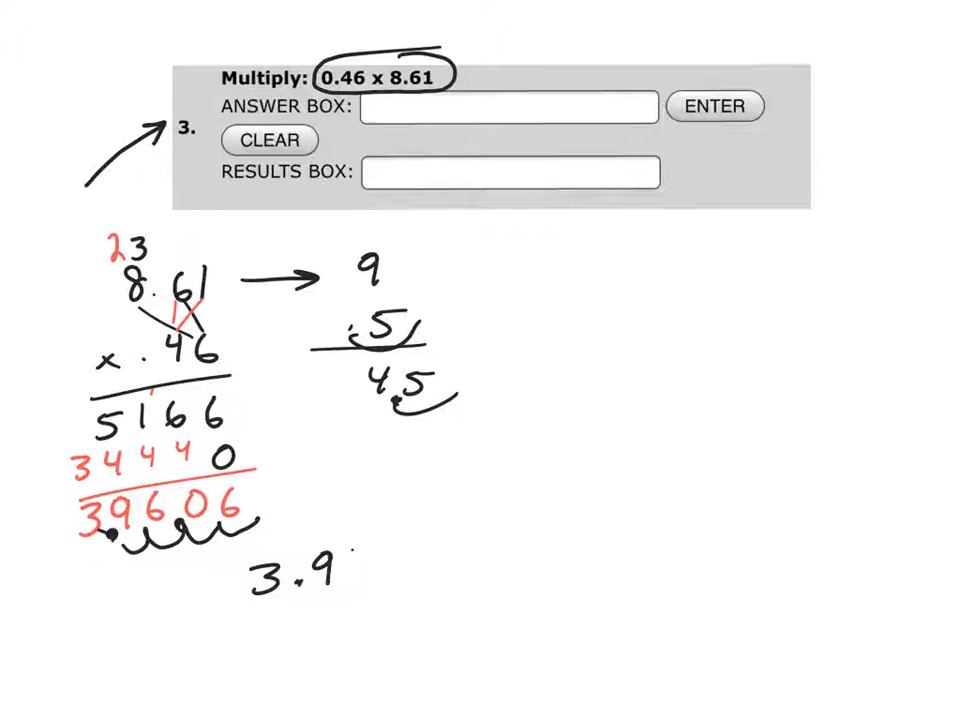 Multiply: 0.46 x 8.61
ANSWER BOX: ENTER
3.
CLEAR
RESULTS BOX:
23
8.61
x .46
1
5166
34440
39606
9
.5
4.5
3.9